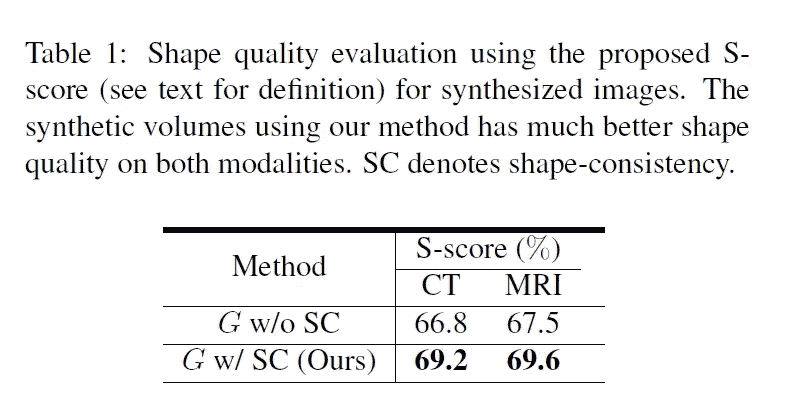 Table 1: Shape quality evaluation using the proposed S-
score (see text for definition) for synthesized images. The
synthetic volumes using our method has much better shape
quality on both modalities. SC denotes shape-consistency.
Method S-score (%)
CT MRI
G w/o SC 66.8 67.5
G w/ SC (Ours) 69.2 69.6